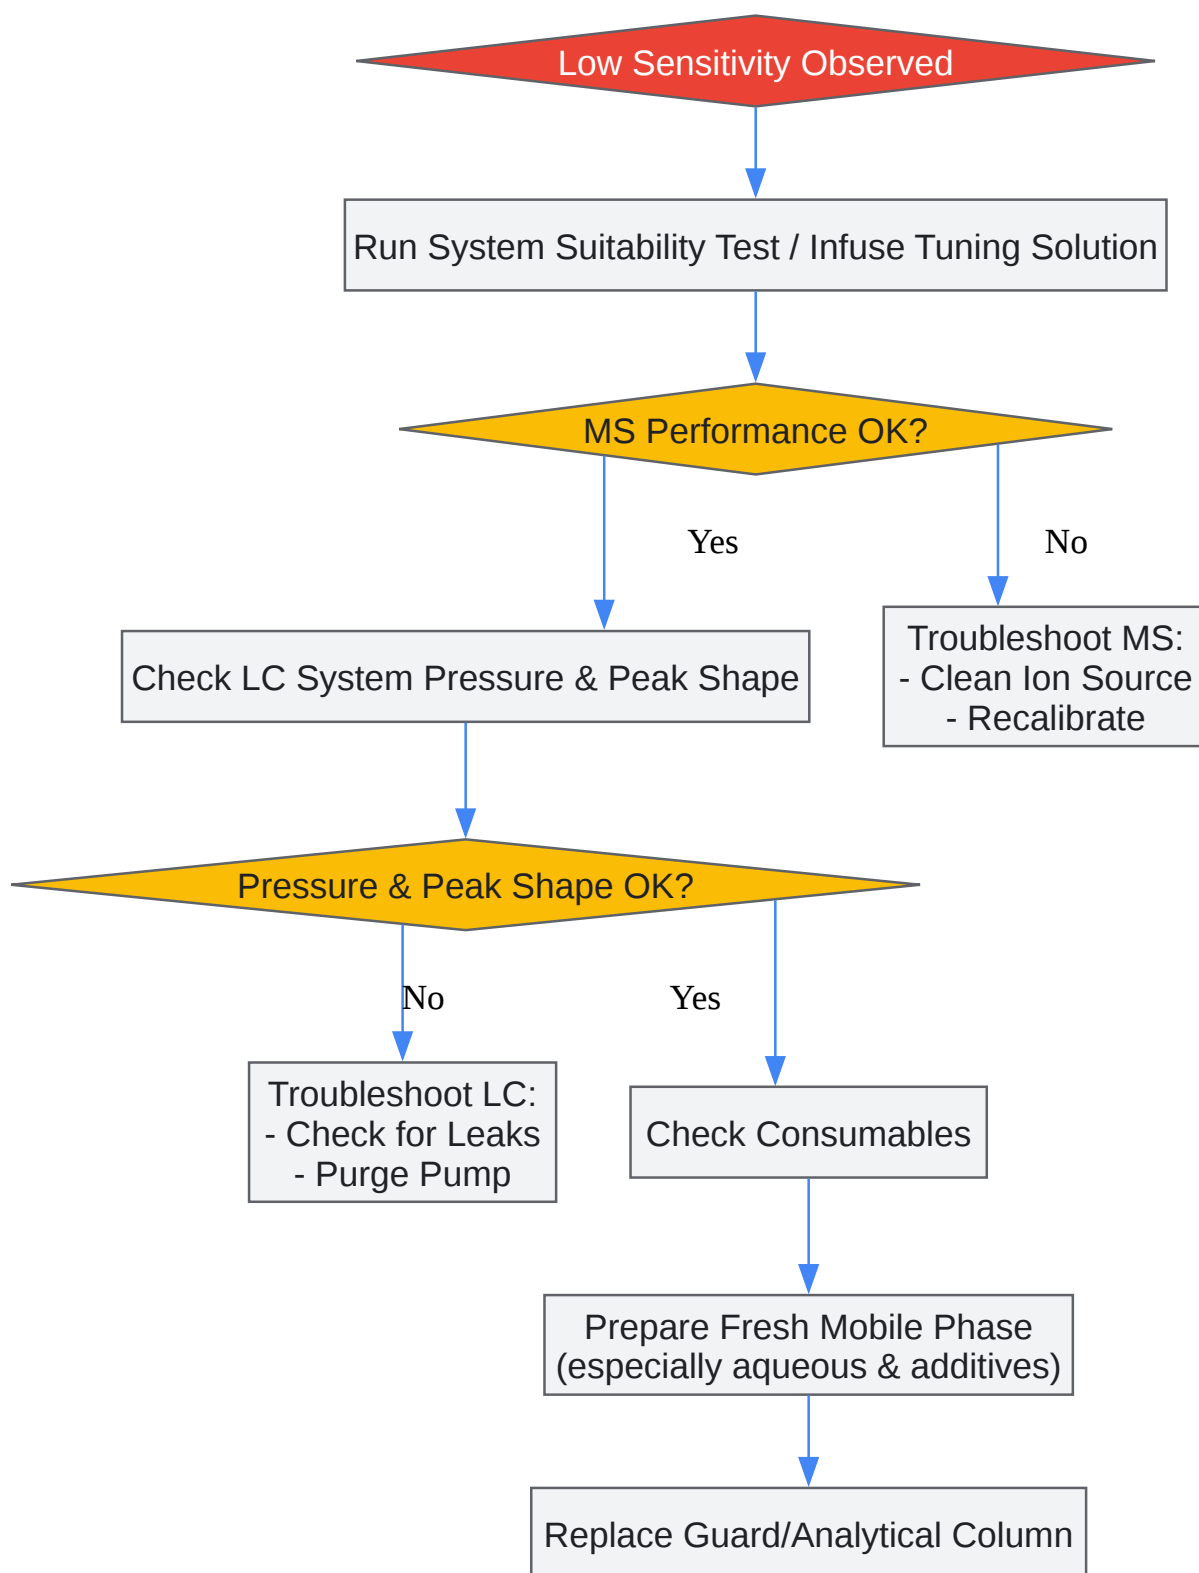 Low Sensitivity Observed
Run System Suitability Test / Infuse Tuning Solution
MS Performance OK?
Yes
No
Check LC System Pressure & Peak Shape
Troubleshoot MS:
- Clean Ion Source
- Recalibrate
Pressure & Peak Shape OK?
No
Yes
Troubleshoot LC:
- Check for Leaks
- Purge Pump
Check Consumables
Prepare Fresh Mobile Phase
(especially aqueous & additives)
Replace Guard/Analytical Column